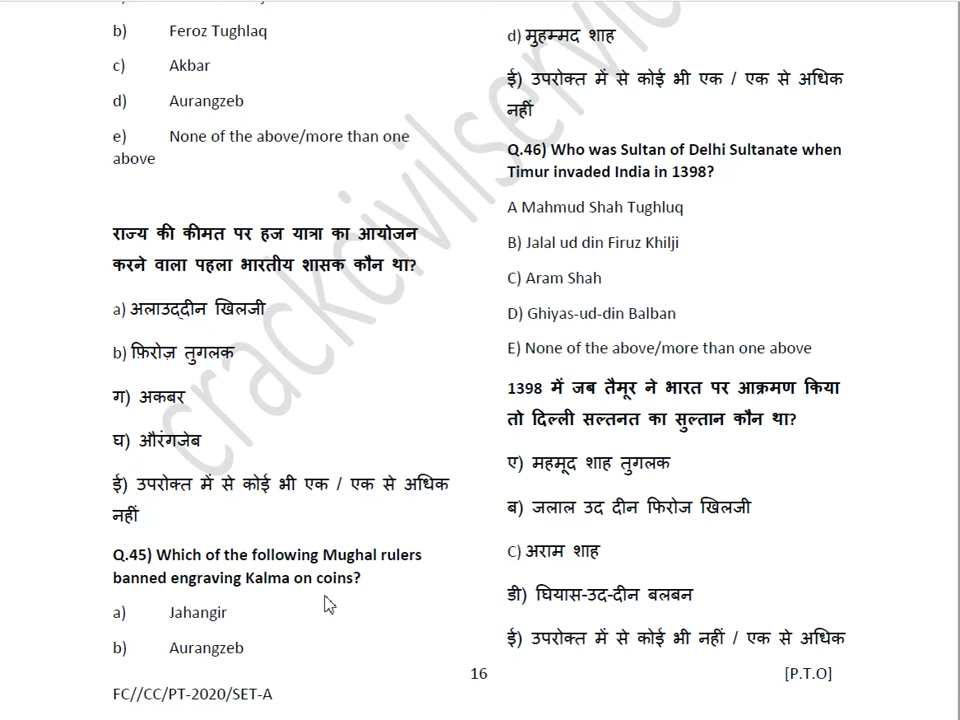 b) Feroz Tughlaq
c) Akbar
d) Aurangzeb
e) None of the above/more than one
above
राज्य की कीमत पर हज यात्रा का आयोजन
करने वाला पहला भारतीय शासक कौन था?
a) अलाउद्दीन खिलजी
b) फ़िरोज़ तुगलक
ग) अकबर
घ) औरंगजेब
ई) उपरोक्त में से कोई भी एक / एक से अधिक
नहीं
Q.45) Which of the following Mughal rulers
banned engraving Kalma on coins?
a) Jahangir
b) Aurangzeb
d) मुहम्मद शाह
ई) उपरोक्त में से कोई भी एक / एक से अधिक
नहीं
Q.46) Who was Sultan of Delhi Sultanate when
Timur invaded India in 1398?
A Mahmud Shah Tughluq
B) Jalal ud din Firuz Khilji
C) Aram Shah
D) Ghiyas-ud-din Balban
E) None of the above/more than one above
1398 में जब तैमूर ने भारत पर आक्रमण किया
तो दिल्ली सल्तनत का सुल्तान कौन था?
ए) महमूद शाह तुगलक
ब) जलाल उद दीन फिरोज खिलजी
C) अराम शाह
डी) घियास-उद-दीन बलबन
ई) उपरोक्त में से कोई भी नहीं / एक से अधिक
16
[P.T.O]
FC//CC/PT-2020/SET-A
crackcivilservic